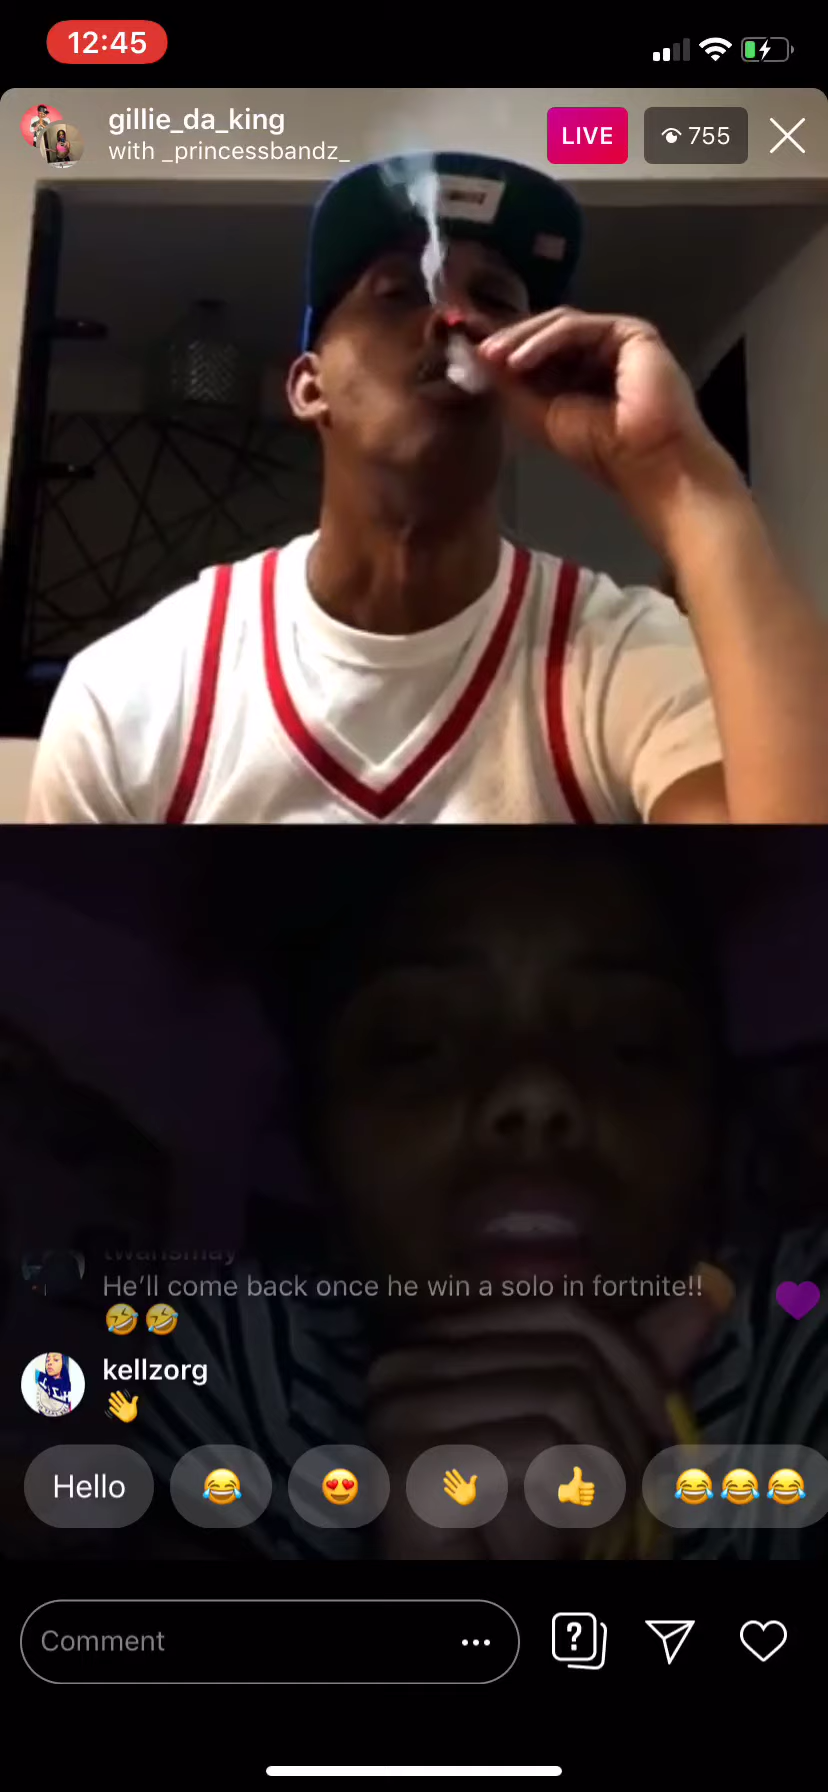 12:45
gillie_da_king
with _princessbandz_
LIVE
755
He'll come back once he win a solo in fortnite!!
🤣🤣
kellzorg
👋
Hello
😂
😍
👋
👍
😂😂😂
Comment